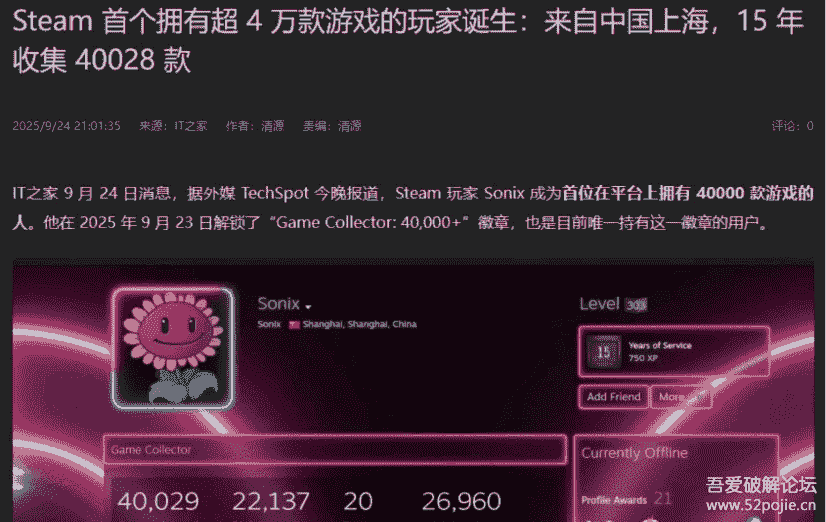 Steam 首个拥有超 4 万款游戏的玩家诞生：来自中国上海，15 年
收集 40028 款
2025/9/24 21:01:35 来源：IT之家 作者：清源 责编：清源 评论：0
IT之家 9 月 24 日消息，据外媒 TechSpot 今晚报道，Steam 玩家 Sonix 成为首位在平台上拥有 40000 款游戏的
人。他在 2025 年 9 月 23 日解锁了“Game Collector: 40,000+”徽章，也是目前唯一持有这一徽章的用户。
Sonix
Sonix Shanghai, Shanghai, China
Level
15
Years of Service
750 XP
Add Friend
More
Game Collector
Currently Offline
40,029 22,137 20 26,960
Profile Awards 21
吾爱破解论坛
www.52pojie.cn